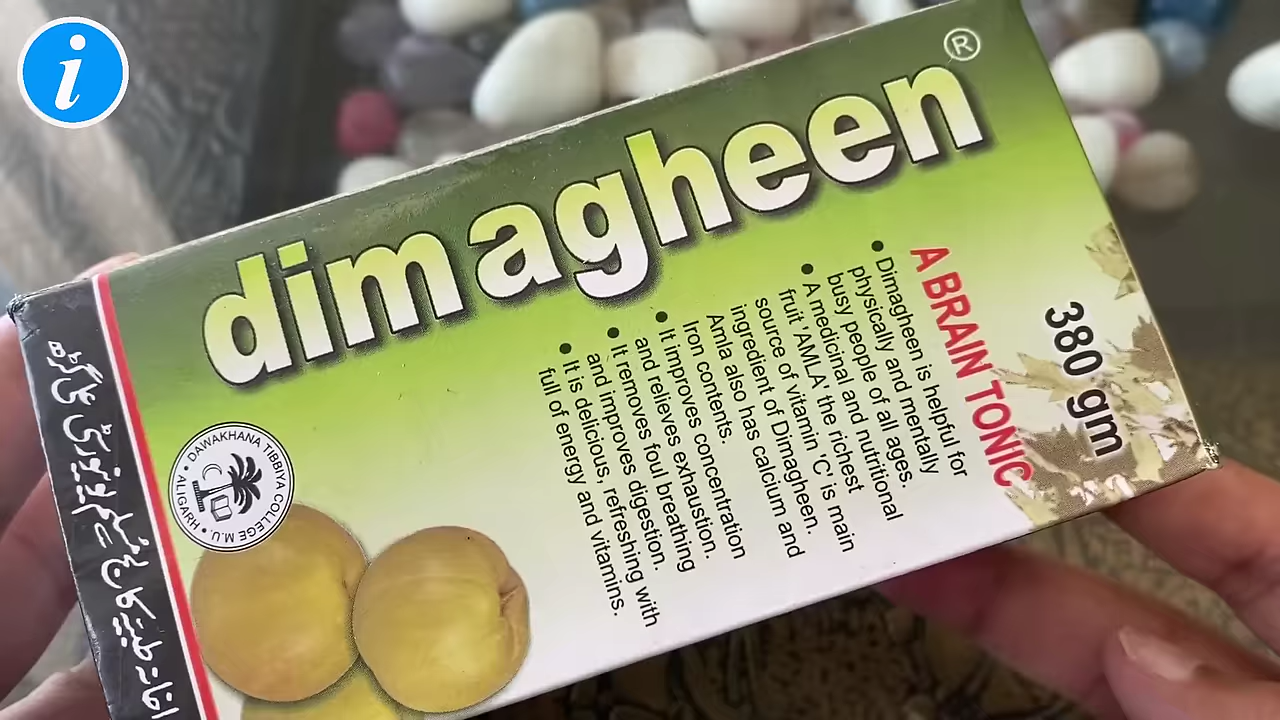 i
dimagheen®
380 gm
A BRAIN TONIC
• Dimagheen is helpful for
physically and mentally
busy people of all ages.
• A medicinal and nutritional
fruit 'AMLA' the richest
source of vitamin 'C' is main
ingredient of Dimagheen.
Amla also has calcium and
Iron contents.
• It improves concentration
and relieves exhaustion.
• It removes foul breathing
and improves digestion.
• It is delicious, refreshing with
full of energy and vitamins.
• DAWAKHANA TIBBIYA COLLEGE M.U. • ALIGARH